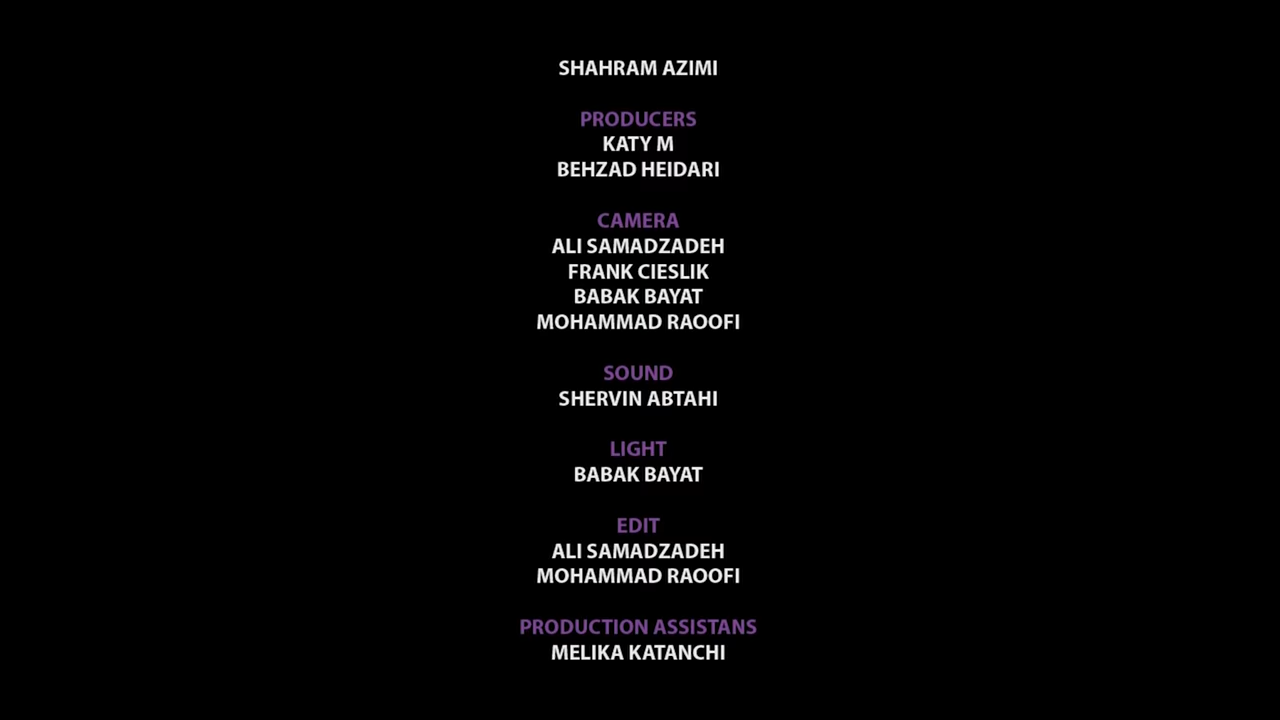 SHAHRAM AZIMI
PRODUCERS
KATY M
BEHZAD HEIDARI
CAMERA
ALI SAMADZADEH
FRANK CIESLIK
BABAK BAYAT
MOHAMMAD RAOOFI
SOUND
SHERVIN ABTAHI
LIGHT
BABAK BAYAT
EDIT
ALI SAMADZADEH
MOHAMMAD RAOOFI
PRODUCTION ASSISTANS
MELIKA KATANCHI